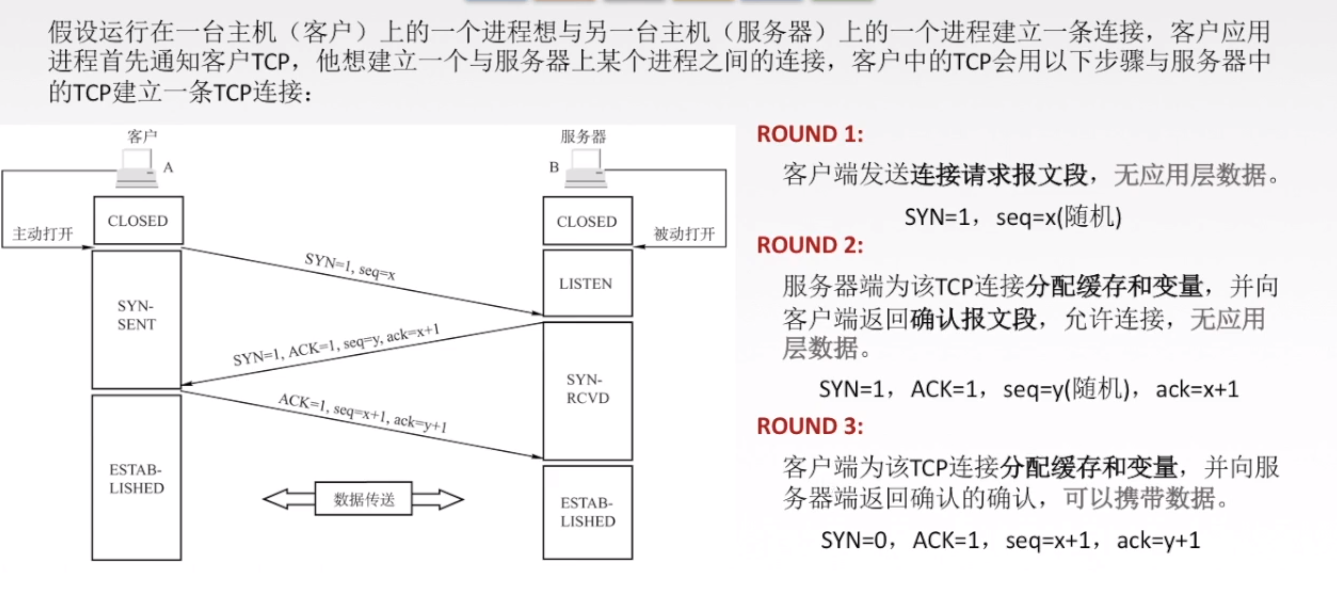 假设运行在一台主机（客户）上的一个进程想与另一台主机（服务器）上的一个进程建立一条连接，客户应用
进程首先通知客户TCP，他想建立一个与服务器上某个进程之间的连接，客户中的TCP会用以下步骤与服务器中
的TCP建立一条TCP连接：
客户
服务器
A
B
CLOSED
CLOSED
主动打开
被动打开
SYN=1, seq=x
LISTEN
SYN-
SENT
SYN=1, ACK=1, seq=y, ack=x+1
SYN-
RCVD
ACK=1, seq=x+1, ack=y+1
ESTAB-
LISHED
数据传送
ESTAB-
LISHED
ROUND 1:
客户端发送连接请求报文段，无应用层数据。
SYN=1，seq=x(随机)
ROUND 2:
服务器端为该TCP连接分配缓存和变量，并向
客户端返回确认报文段，允许连接，无应用
层数据。
SYN=1，ACK=1，seq=y(随机)，ack=x+1
ROUND 3:
客户端为该TCP连接分配缓存和变量，并向服
务器端返回确认的确认，可以携带数据。
SYN=0，ACK=1，seq=x+1，ack=y+1